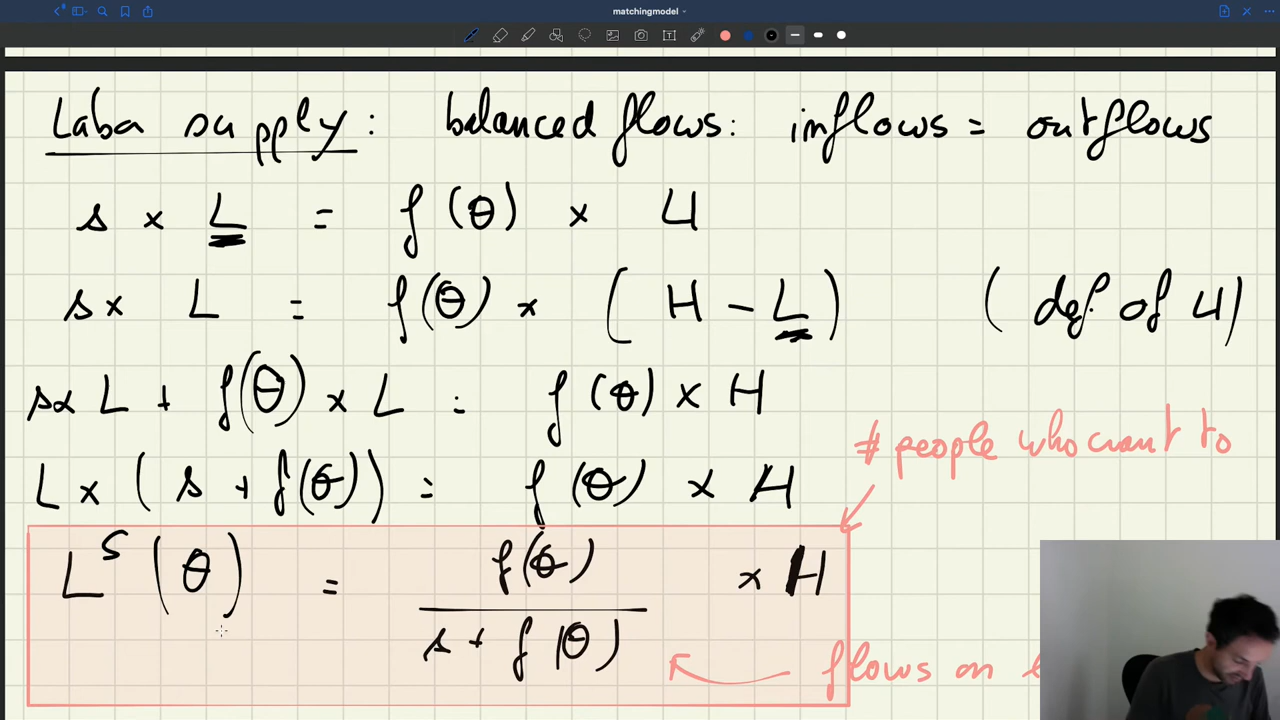 matchingmodel
Labor supply: balanced flows: inflows = outflows
s × L = f(θ) × U
s × L = f(θ) × (H − L) (def. of U)
s × L + f(θ) × L = f(θ) × H
# people who want to
L × (s + f(θ)) = f(θ) × H
L^S (θ) = f(θ) / (s + f(θ)) × H
flows on